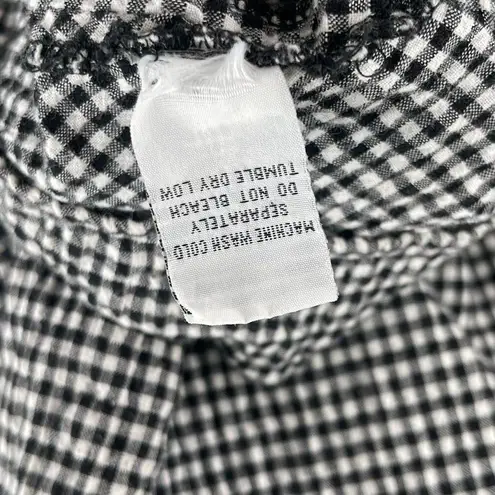 MACHINE WASH COLD
SEPARATELY
DO NOT BLEACH
TUMBLE DRY LOW